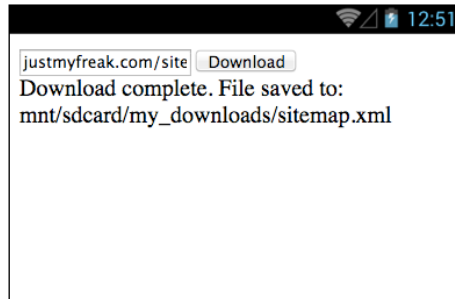 12:51
justmyfreak.com/site Download
Download complete. File saved to:
mnt/sdcard/my_downloads/sitemap.xml